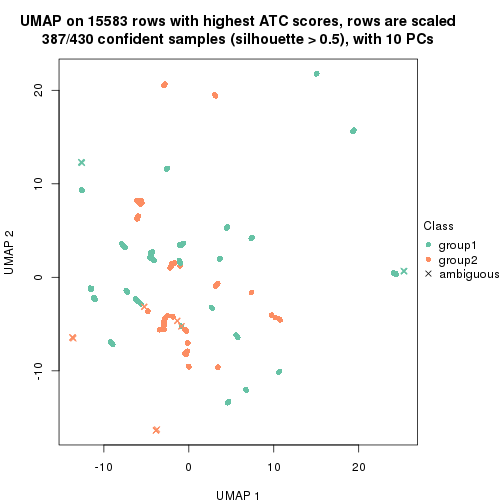 UMAP on 15583 rows with highest ATC scores, rows are scaled
387/430 confident samples (silhouette > 0.5), with 10 PCs
20
10
0
-10
UMAP 2
-10
0
10
20
UMAP 1
Class
group1
group2
ambiguous